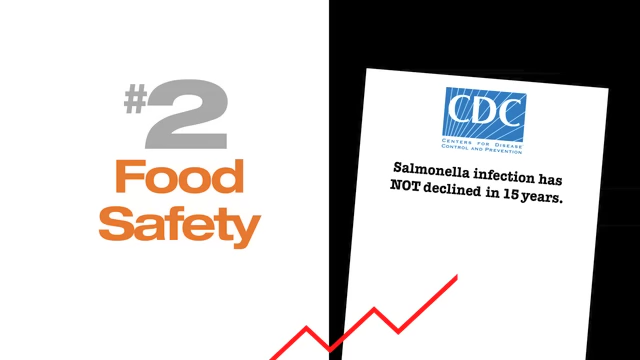 #2
Food
Safety
CDC
CENTERS FOR DISEASE
CONTROL AND PREVENTION
Salmonella infection has
NOT declined in 15 years.